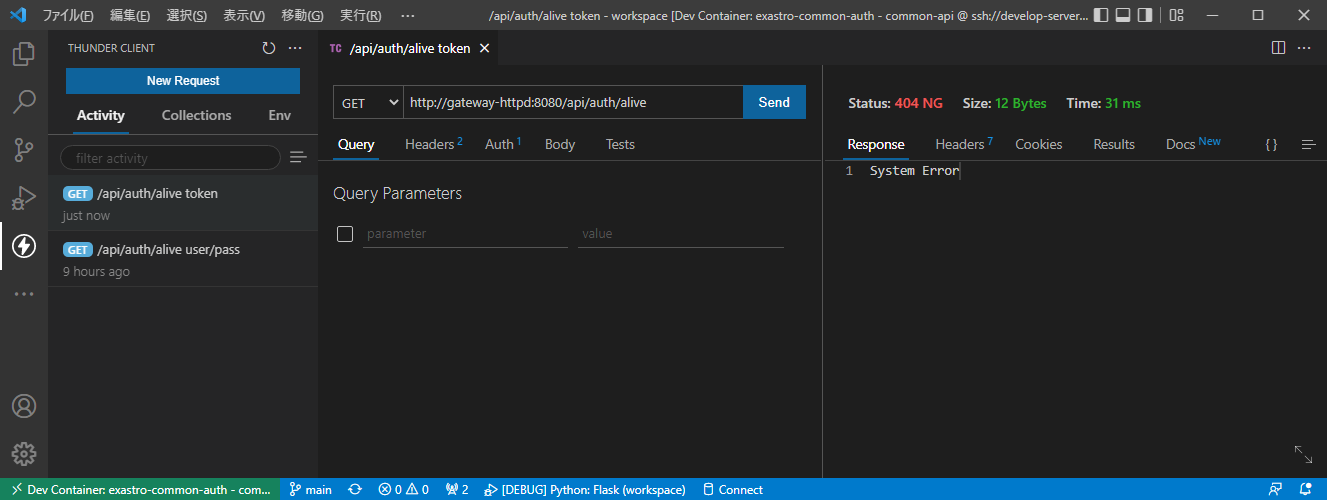 ファイル(F) 編集(E) 選択(S) 表示(V) 移動(G) 実行(R) ··· /api/auth/alive token - workspace [Dev Container: exastro-common-auth - common-api @ ssh://develop-server...
THUNDER CLIENT ···
New Request
Activity Collections Env
filter activity
GET /api/auth/alive token
just now
GET /api/auth/alive user/pass
9 hours ago
TC /api/auth/alive token
GET http://gateway-httpd:8080/api/auth/alive Send
Query Headers 2 Auth 1 Body Tests
Query Parameters
parameter value
Status: 404 NG Size: 12 Bytes Time: 31 ms
Response Headers 7 Cookies Results Docs New { }
1 System Error
Dev Container: exastro-common-auth - com... main 0 0 2 [DEBUG] Python: Flask (workspace) Connect